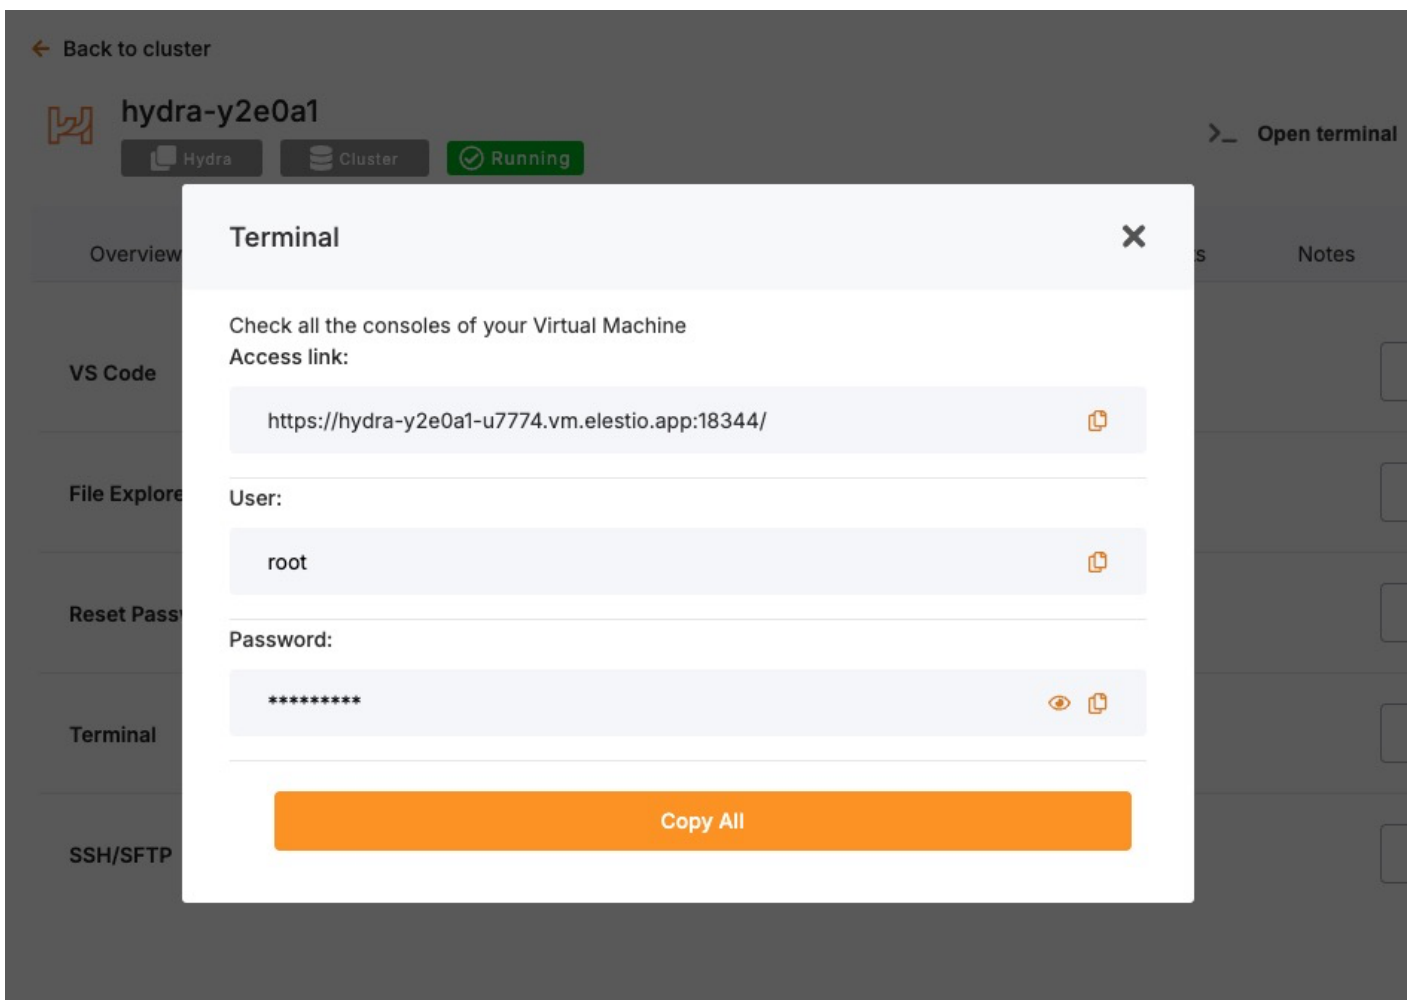 Back to cluster
hydra-y2e0a1
Open terminal
Hydra
Cluster
Running
Overview
Notes
Terminal
Check all the consoles of your Virtual Machine
Access link:
https://hydra-y2e0a1-u7774.vm.elestio.app:18344/
User:
root
Password:
*********
Copy All
VS Code
File Explore
Reset Pass
Terminal
SSH/SFTP